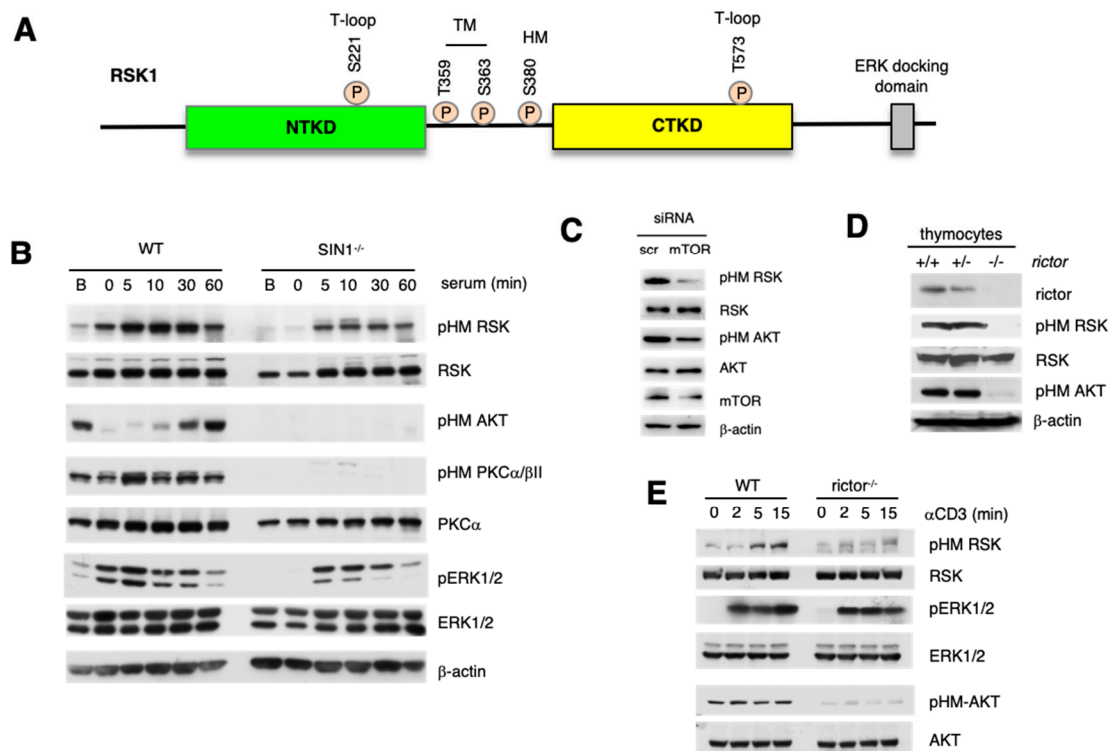 A
RSK1
T-loop
S221
P
TM
T359
P
S363
P
HM
S380
P
T-loop
T573
P
ERK docking
domain
NTKD
CTKD
B
WT
SIN1-/-
B 0 5 10 30 60 B 0 5 10 30 60 serum (min)
pHM RSK
RSK
pHM AKT
pHM PKCα/βII
PKCα
pERK1/2
ERK1/2
β-actin
C
siRNA
scr mTOR
pHM RSK
RSK
pHM AKT
AKT
mTOR
β-actin
D
thymocytes
+/+ +/- -/- rictor
rictor
pHM RSK
RSK
pHM AKT
β-actin
E
WT
rictor-/-
0 2 5 15 0 2 5 15 αCD3 (min)
pHM RSK
RSK
pERK1/2
ERK1/2
pHM-AKT
AKT